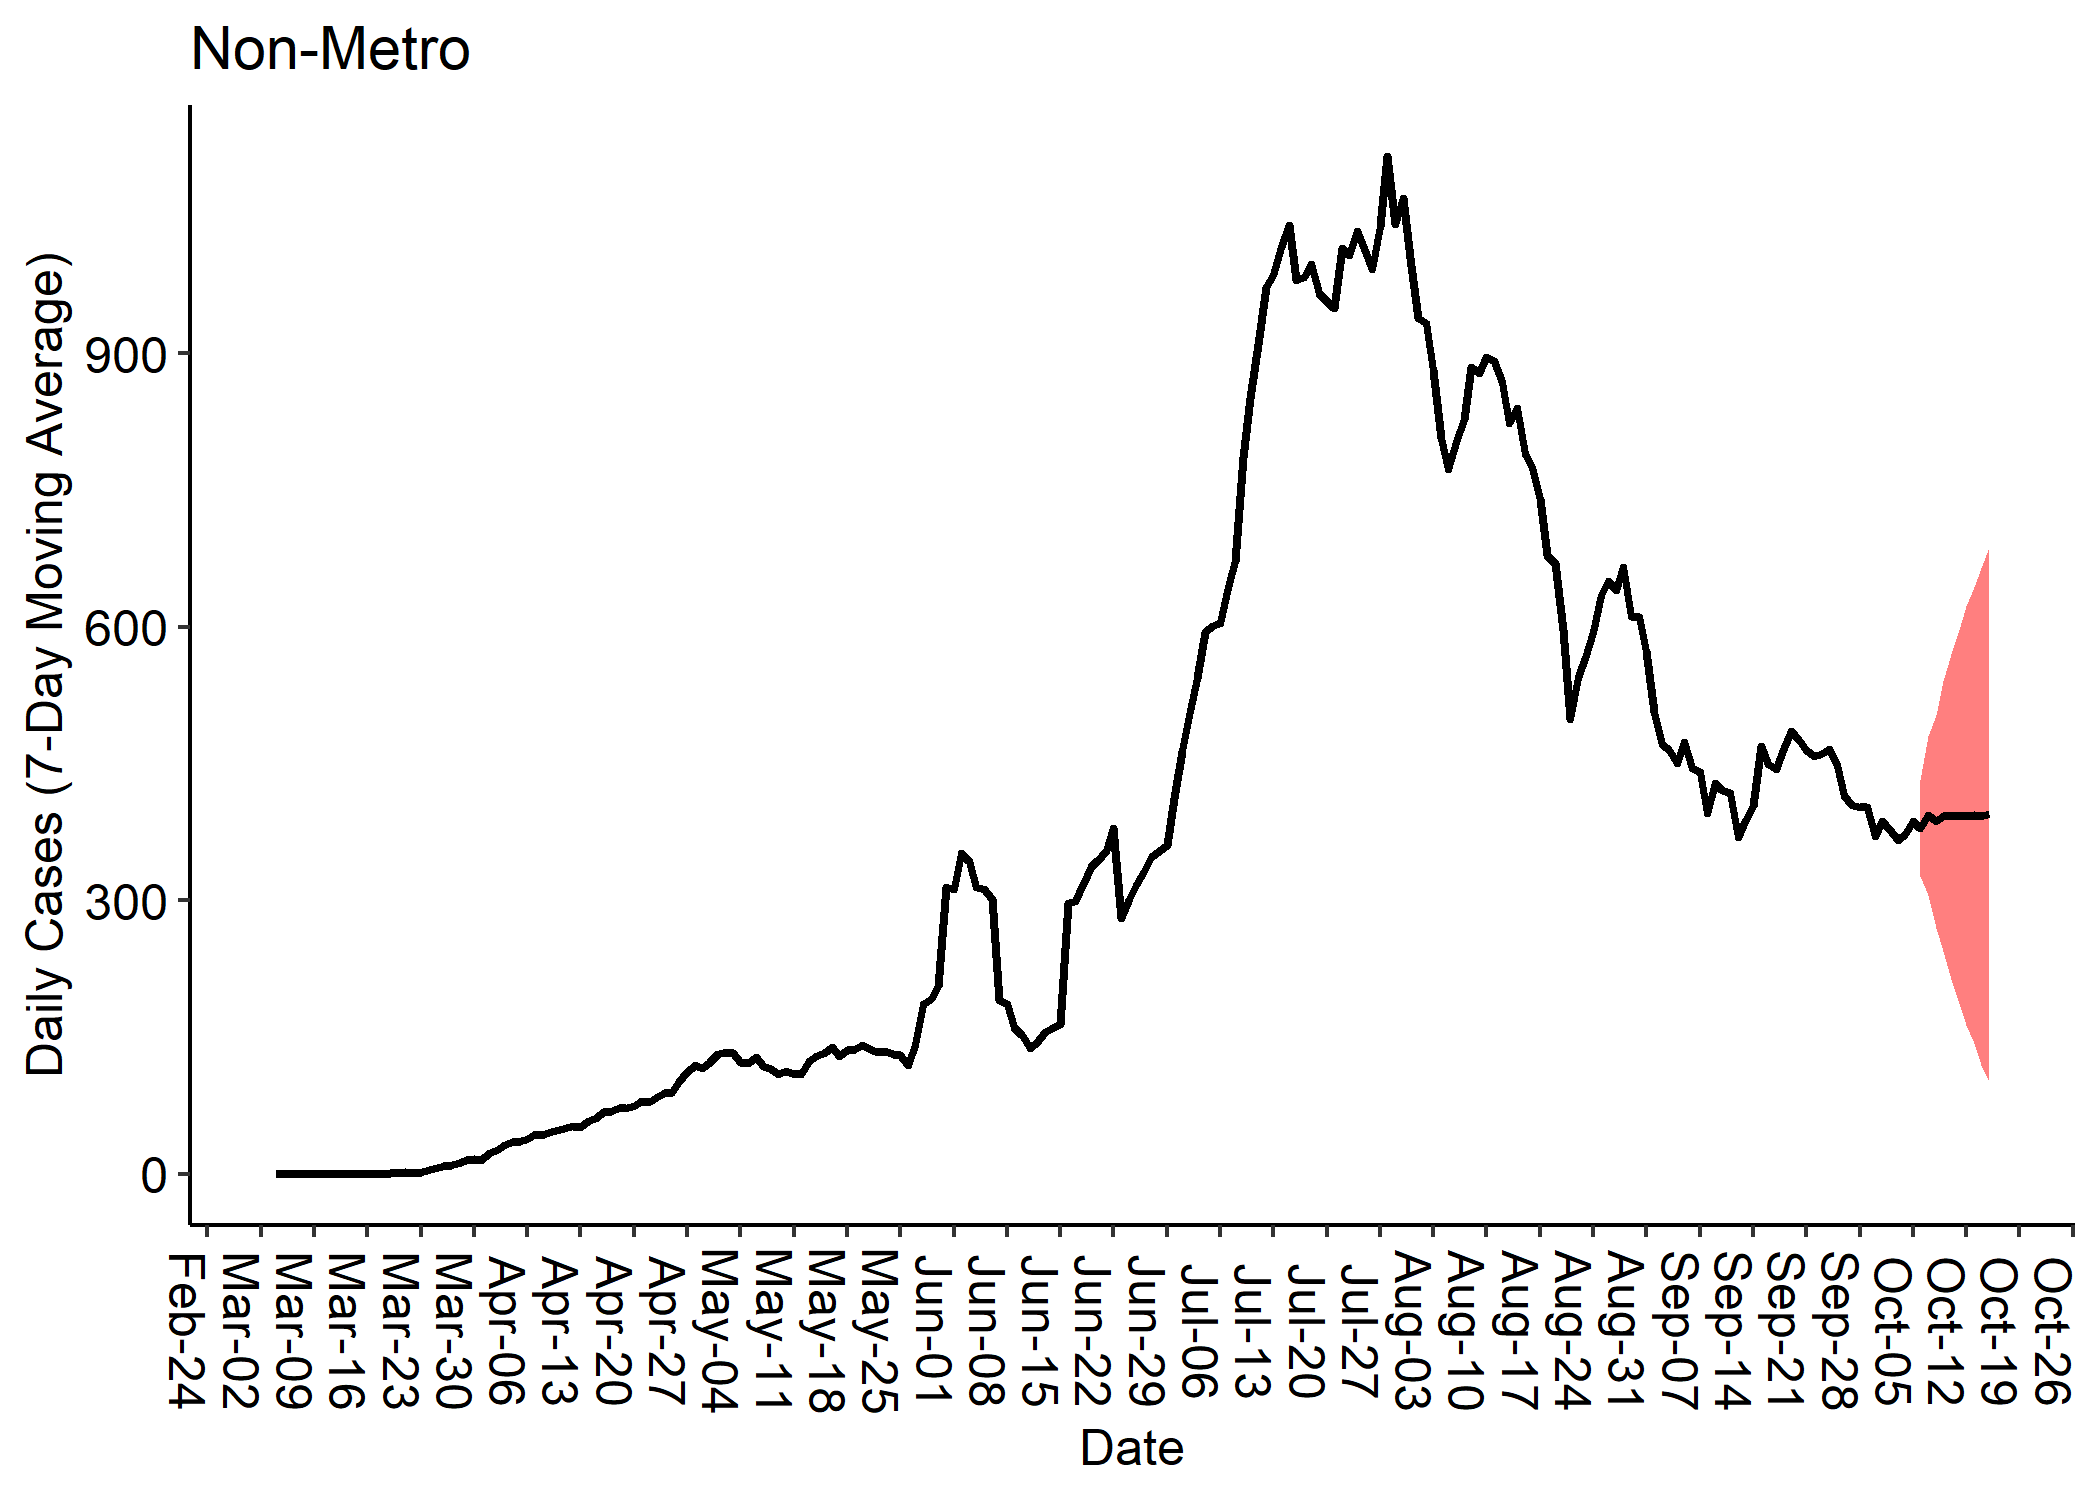 Non-Metro
Daily Cases (7-Day Moving Average)
900
600
300
0
Feb-24
Mar-02
Mar-09
Mar-16
Mar-23
Mar-30
Apr-06
Apr-13
Apr-20
Apr-27
May-04
May-11
May-18
May-25
Jun-01
Jun-08
Jun-15
Jun-22
Jun-29
Jul-06
Jul-13
Jul-20
Jul-27
Aug-03
Aug-10
Aug-17
Aug-24
Aug-31
Sep-07
Sep-14
Sep-21
Sep-28
Oct-05
Oct-12
Oct-19
Oct-26
Date